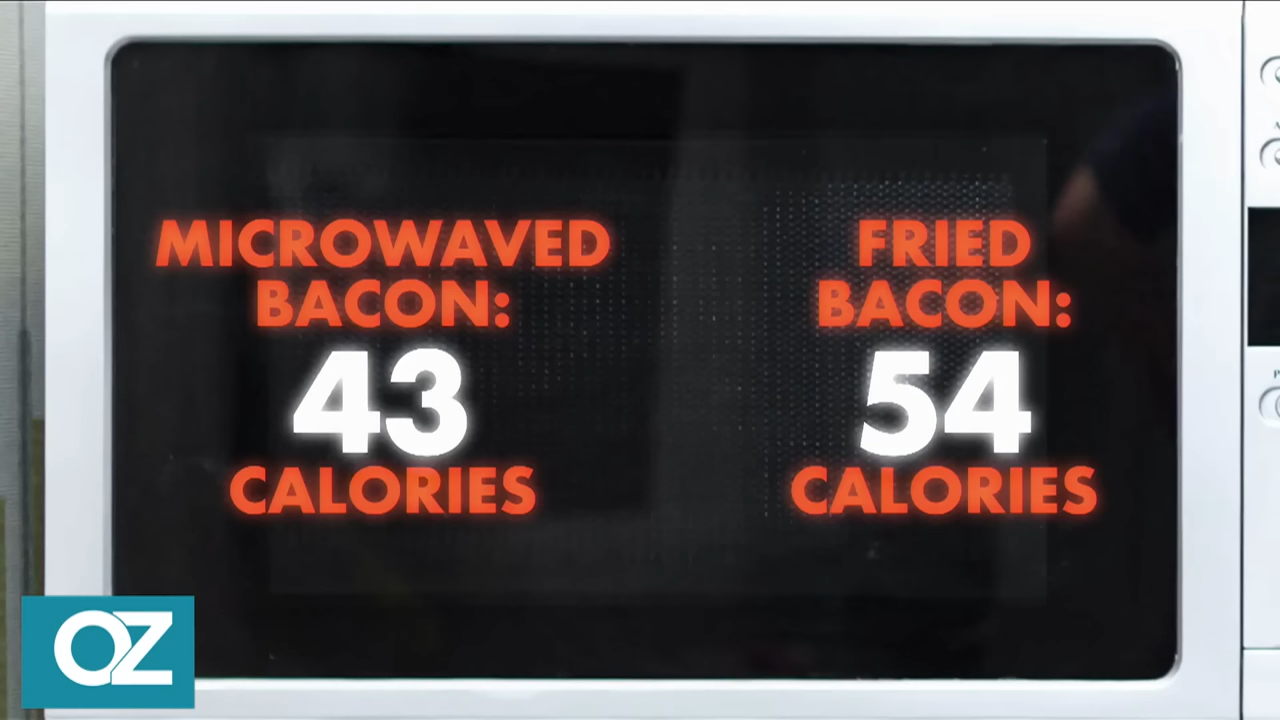 MICROWAVED
BACON:
43
CALORIES
FRIED
BACON:
54
CALORIES
OZ